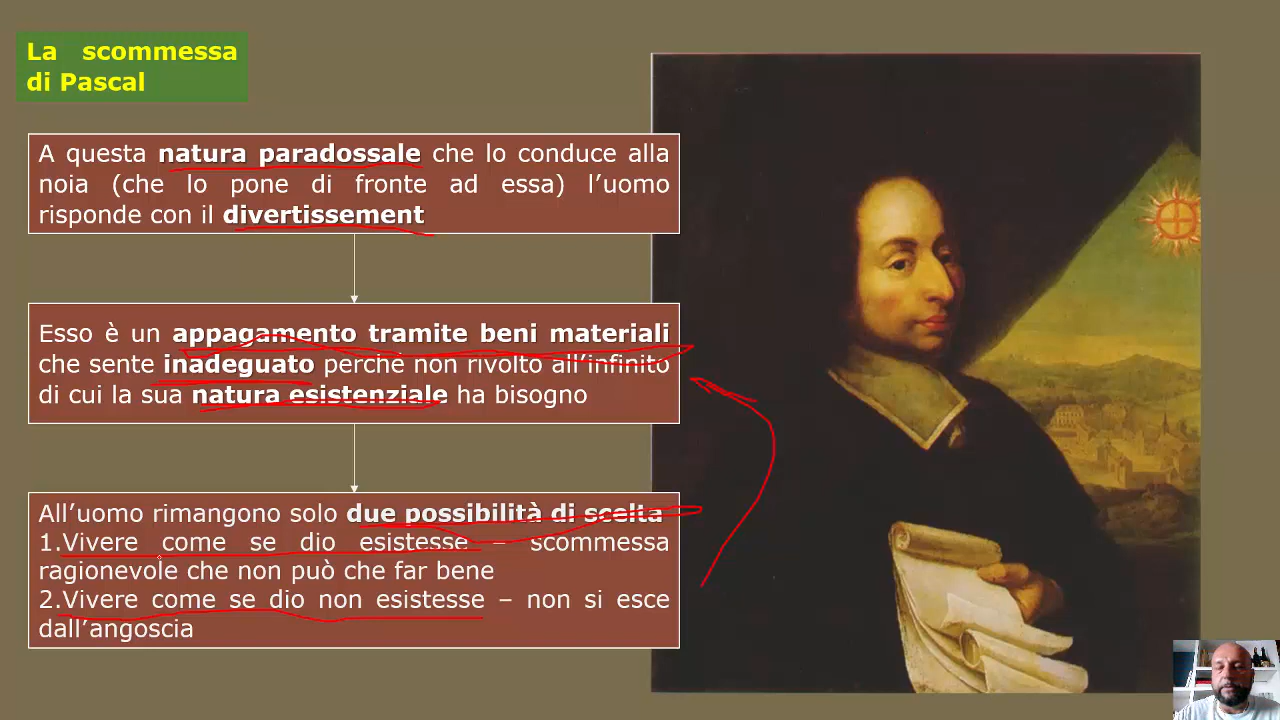 La scommessa
di Pascal
A questa natura paradossale che lo conduce alla
noia (che lo pone di fronte ad essa) l’uomo
risponde con il divertissement
Esso è un appagamento tramite beni materiali
che sente inadeguato perché non rivolto all’infinito
di cui la sua natura esistenziale ha bisogno
All’uomo rimangono solo due possibilità di scelta
1.Vivere come se dio esistesse – scommessa
ragionevole che non può che far bene
2.Vivere come se dio non esistesse – non si esce
dall’angoscia